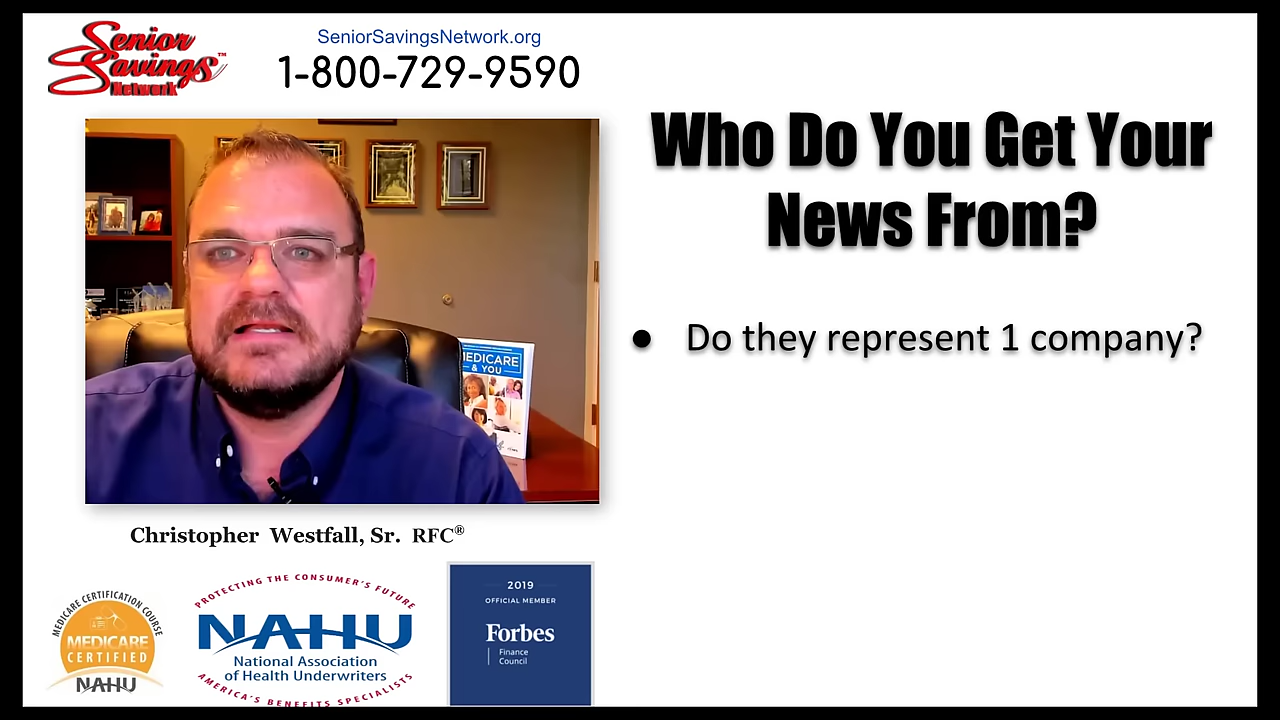 Senior
Savings™
Network
SeniorSavingsNetwork.org
1-800-729-9590
Who Do You Get Your
News From?
● Do they represent 1 company?
MEDICARE
& YOU
Christopher Westfall, Sr. RFC®
MEDICARE CERTIFICATION COURSE
MEDICARE
CERTIFIED
NAHU
PROTECTING THE CONSUMER'S FUTURE
NAHU
National Association
of Health Underwriters
AMERICA'S BENEFITS SPECIALISTS
2019
OFFICIAL MEMBER
Forbes
Finance
Council